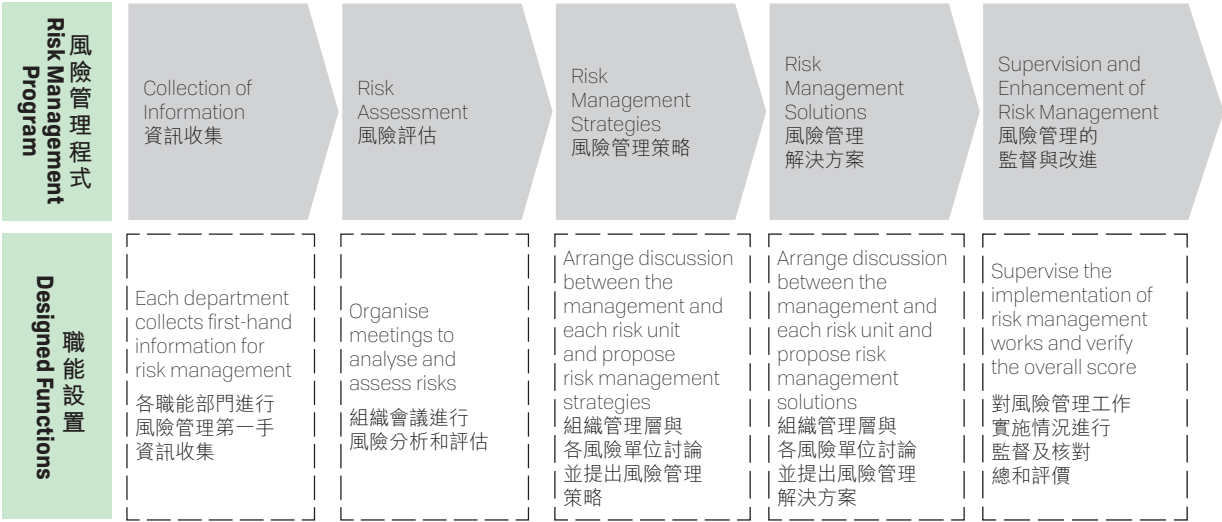 風險管理程式
Risk Management
Program
Collection of
Information
資訊收集
Risk
Assessment
風險評估
Risk
Management
Strategies
風險管理策略
Risk
Management
Solutions
風險管理
解決方案
Supervision and
Enhancement of
Risk Management
風險管理的
監督與改進
職能設置
Designed Functions
Each department
collects first-hand
information for
risk management
各職能部門進行
風險管理第一手
資訊收集
Organise
meetings to
analyse and
assess risks
組織會議進行
風險分析和評估
Arrange discussion
between the
management and
each risk unit
and propose
risk management
strategies
組織管理層與
各風險單位討論
並提出風險管理
策略
Arrange discussion
between the
management and
each risk unit and
propose risk
management
solutions
組織管理層與
各風險單位討論
並提出風險管理
解決方案
Supervise the
implementation of
risk management
works and verify
the overall score
對風險管理工作
實施情況進行
監督及核對
總和評價